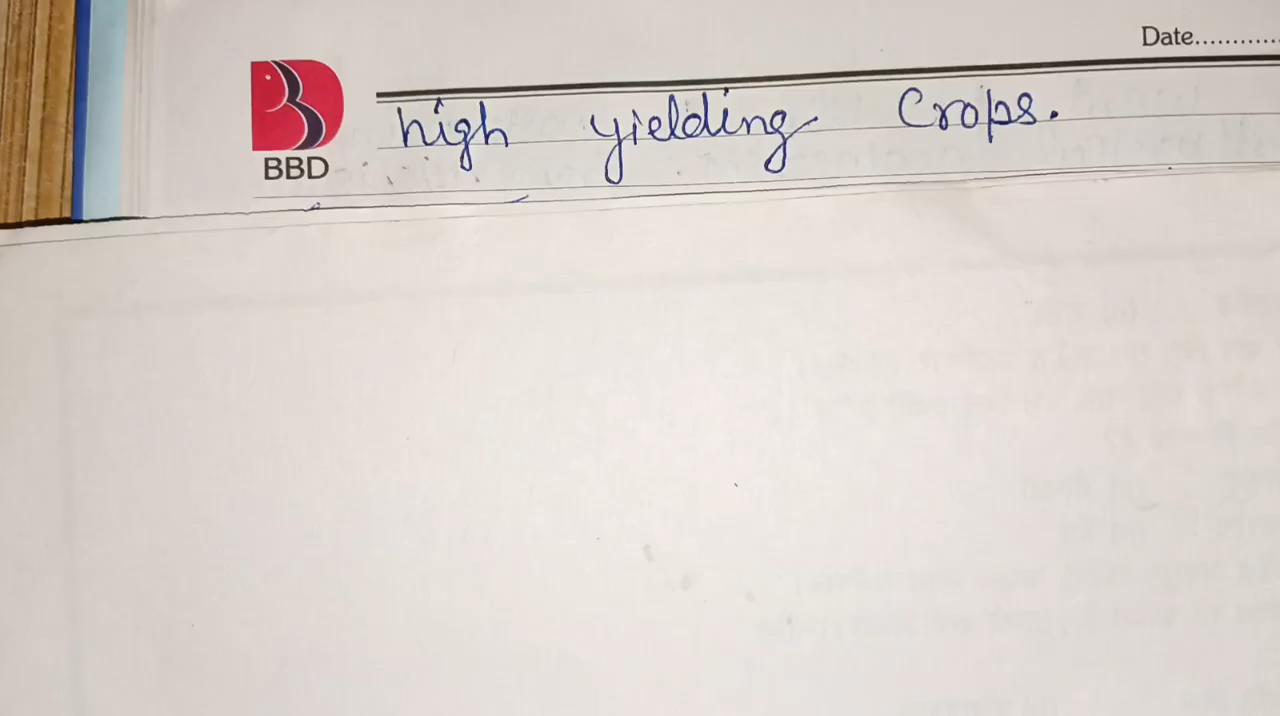 Date............
high yielding Crops.
BBD